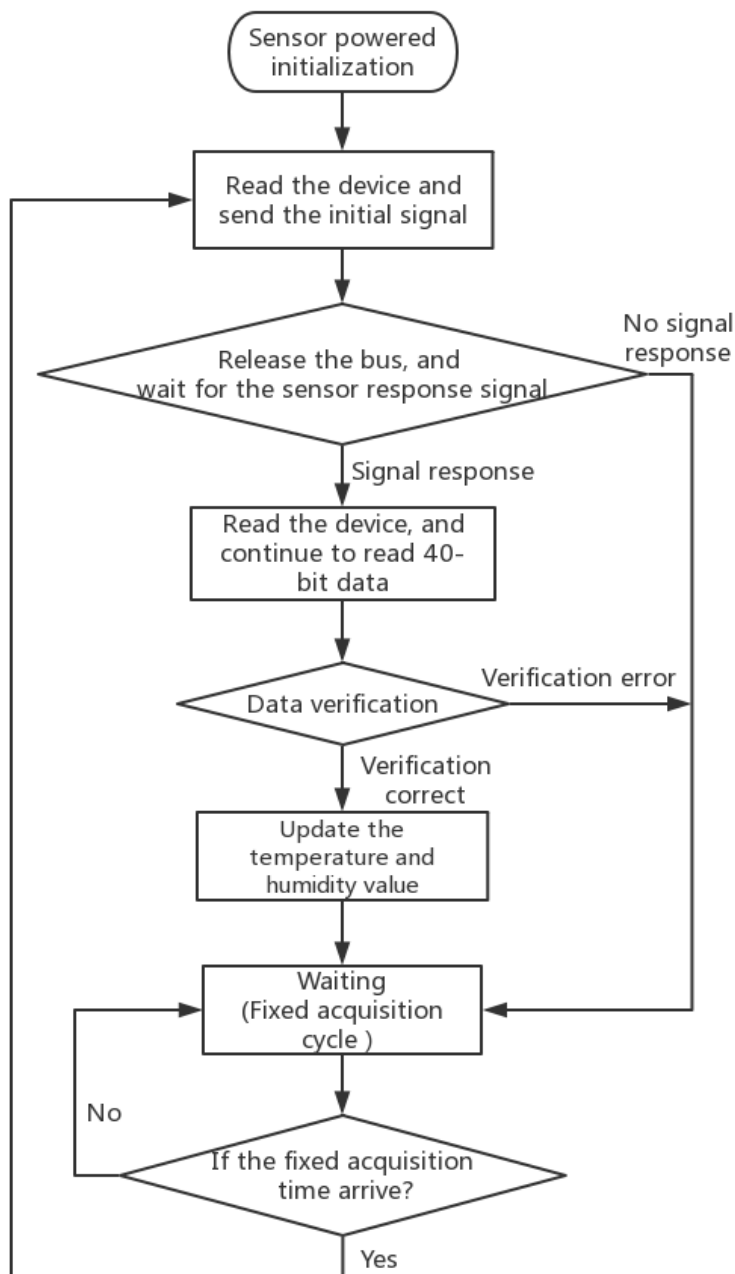 Sensor powered
initialization
Read the device and
send the initial signal
No signal
response
Release the bus, and
wait for the sensor response signal
Signal response
Read the device, and
continue to read 40-
bit data
Verification error
Data verification
Verification
correct
Update the
temperature and
humidity value
Waiting
(Fixed acquisition
cycle )
No
If the fixed acquisition
time arrive?
Yes